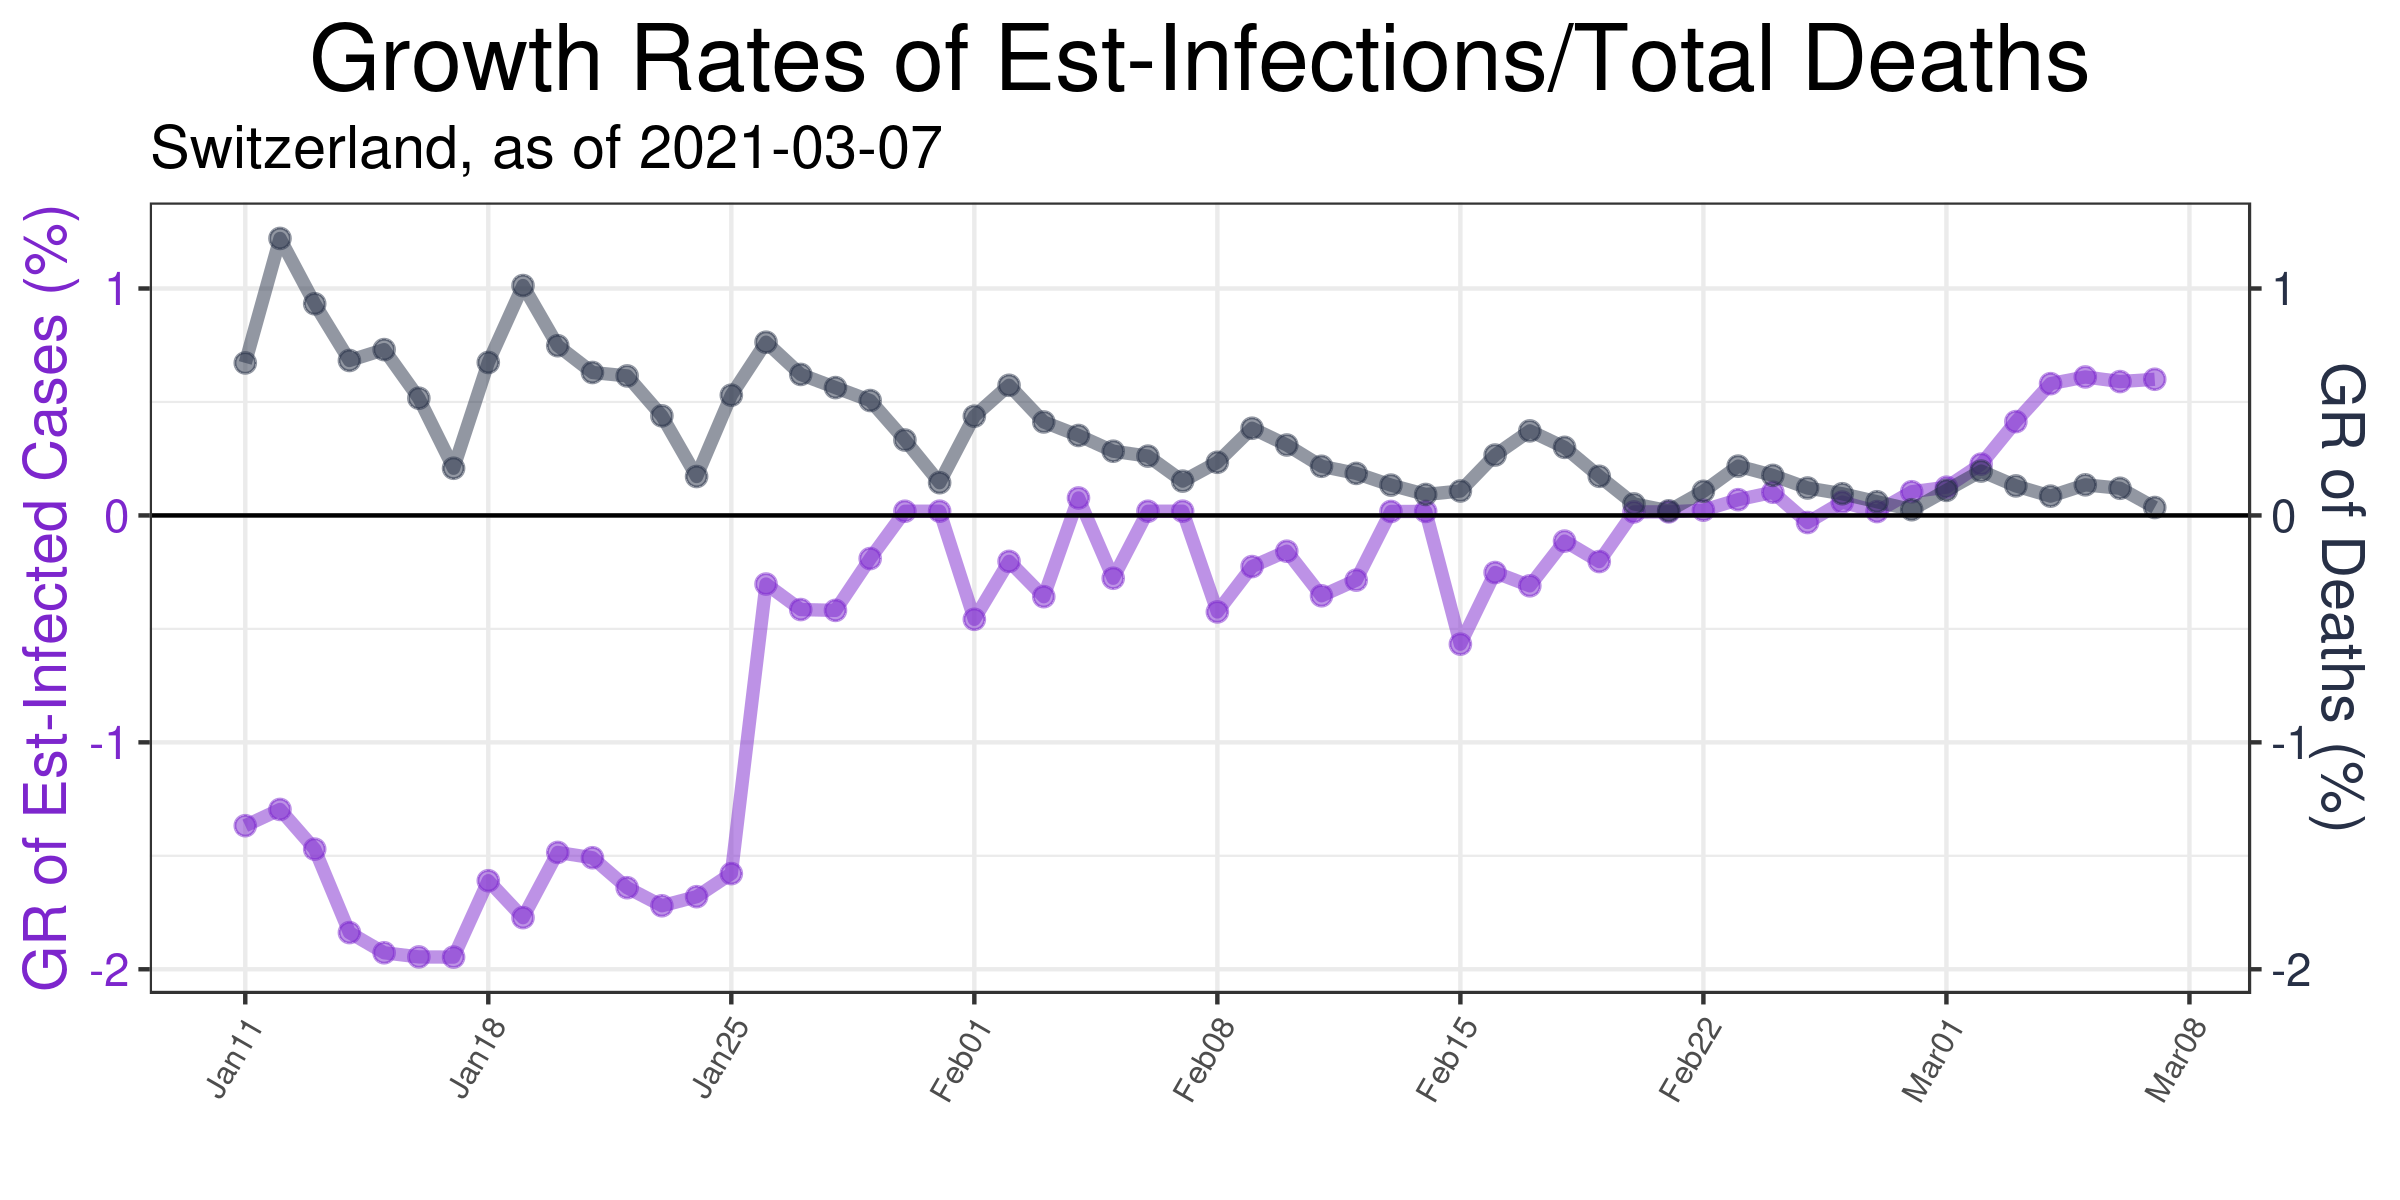 Growth Rates of Est-Infections/Total Deaths
Switzerland, as of 2021-03-07
GR of Est-Infected Cases (%)
1
0
-1
-2
1
0
-1
-2
GR of Deaths (%)
Jan11
Jan18
Jan25
Feb01
Feb08
Feb15
Feb22
Mar01
Mar08